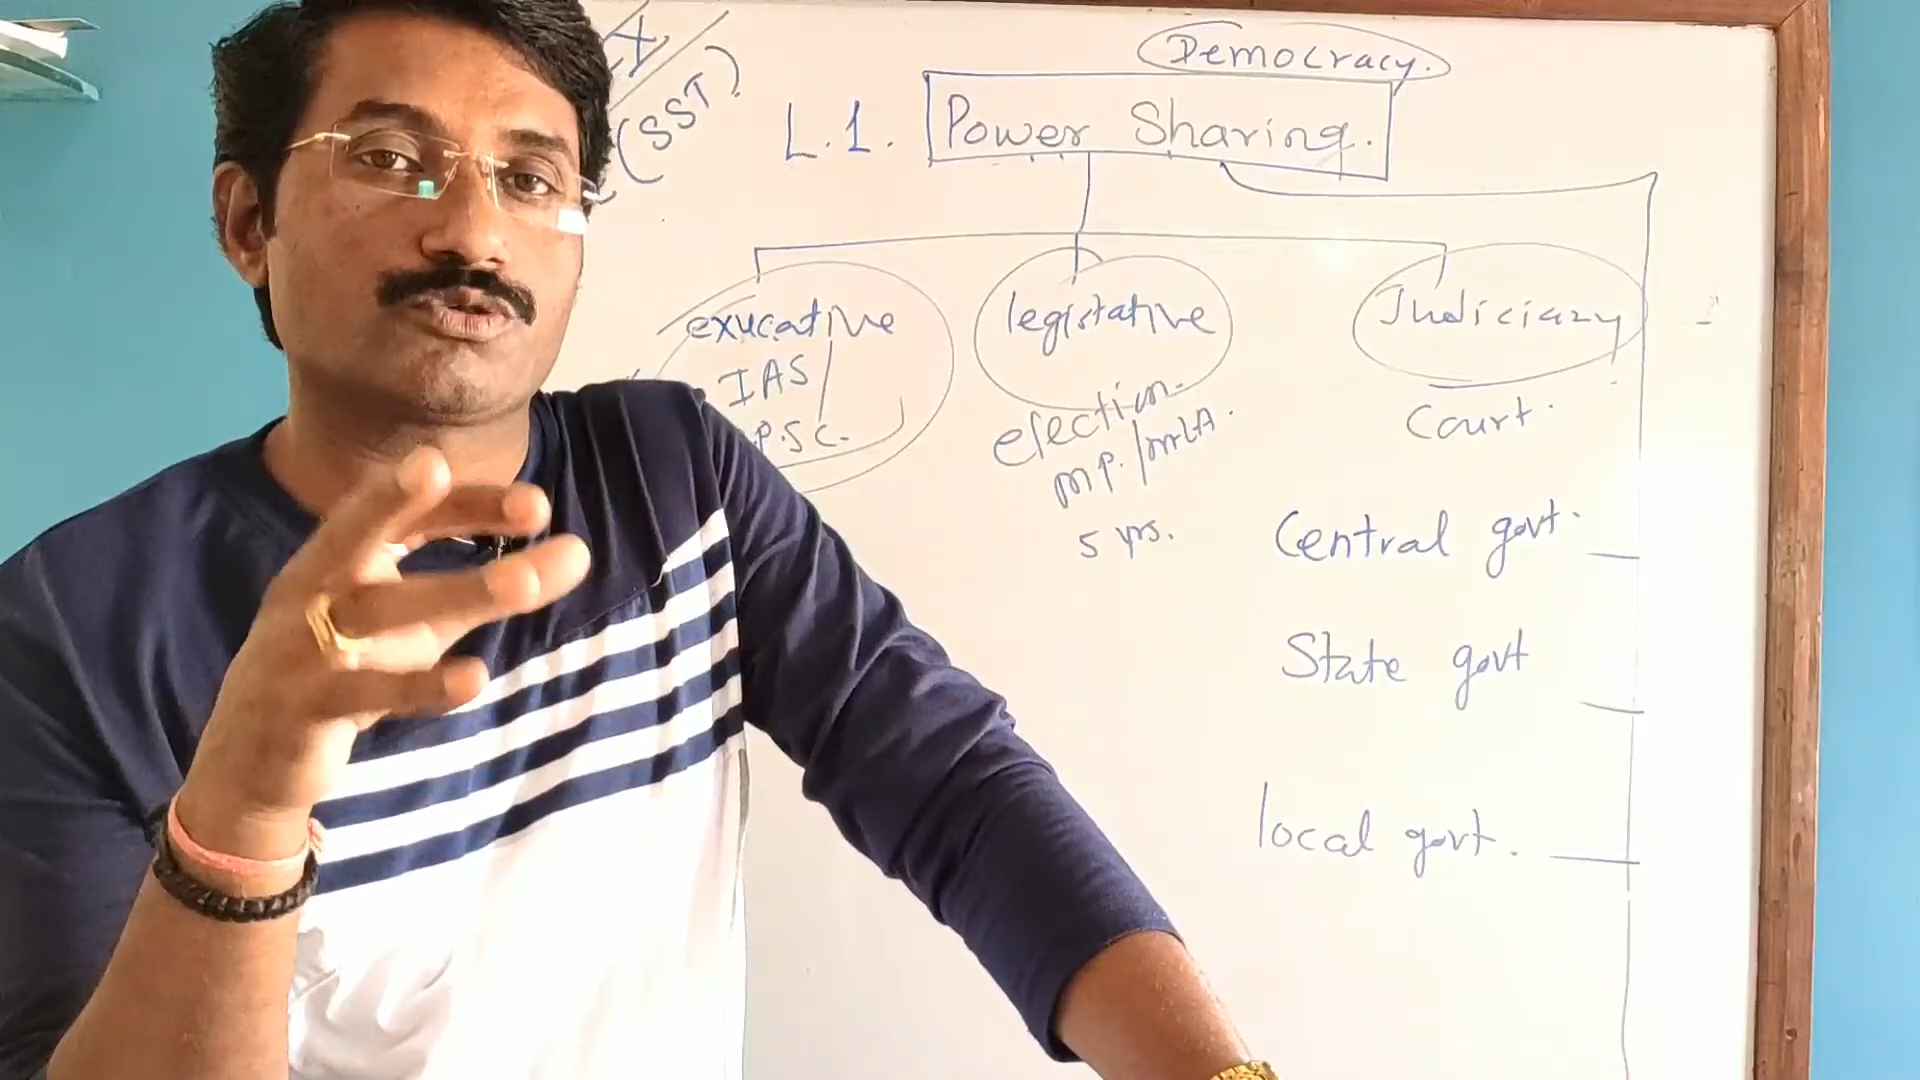 X
(SST)
Democracy.
L.1. Power Sharing.
exucative
IAS
P.S.C.
legistative
election
MP./MLA.
5 yrs.
Judiciary
Court.
Central govt.
State govt
local govt.